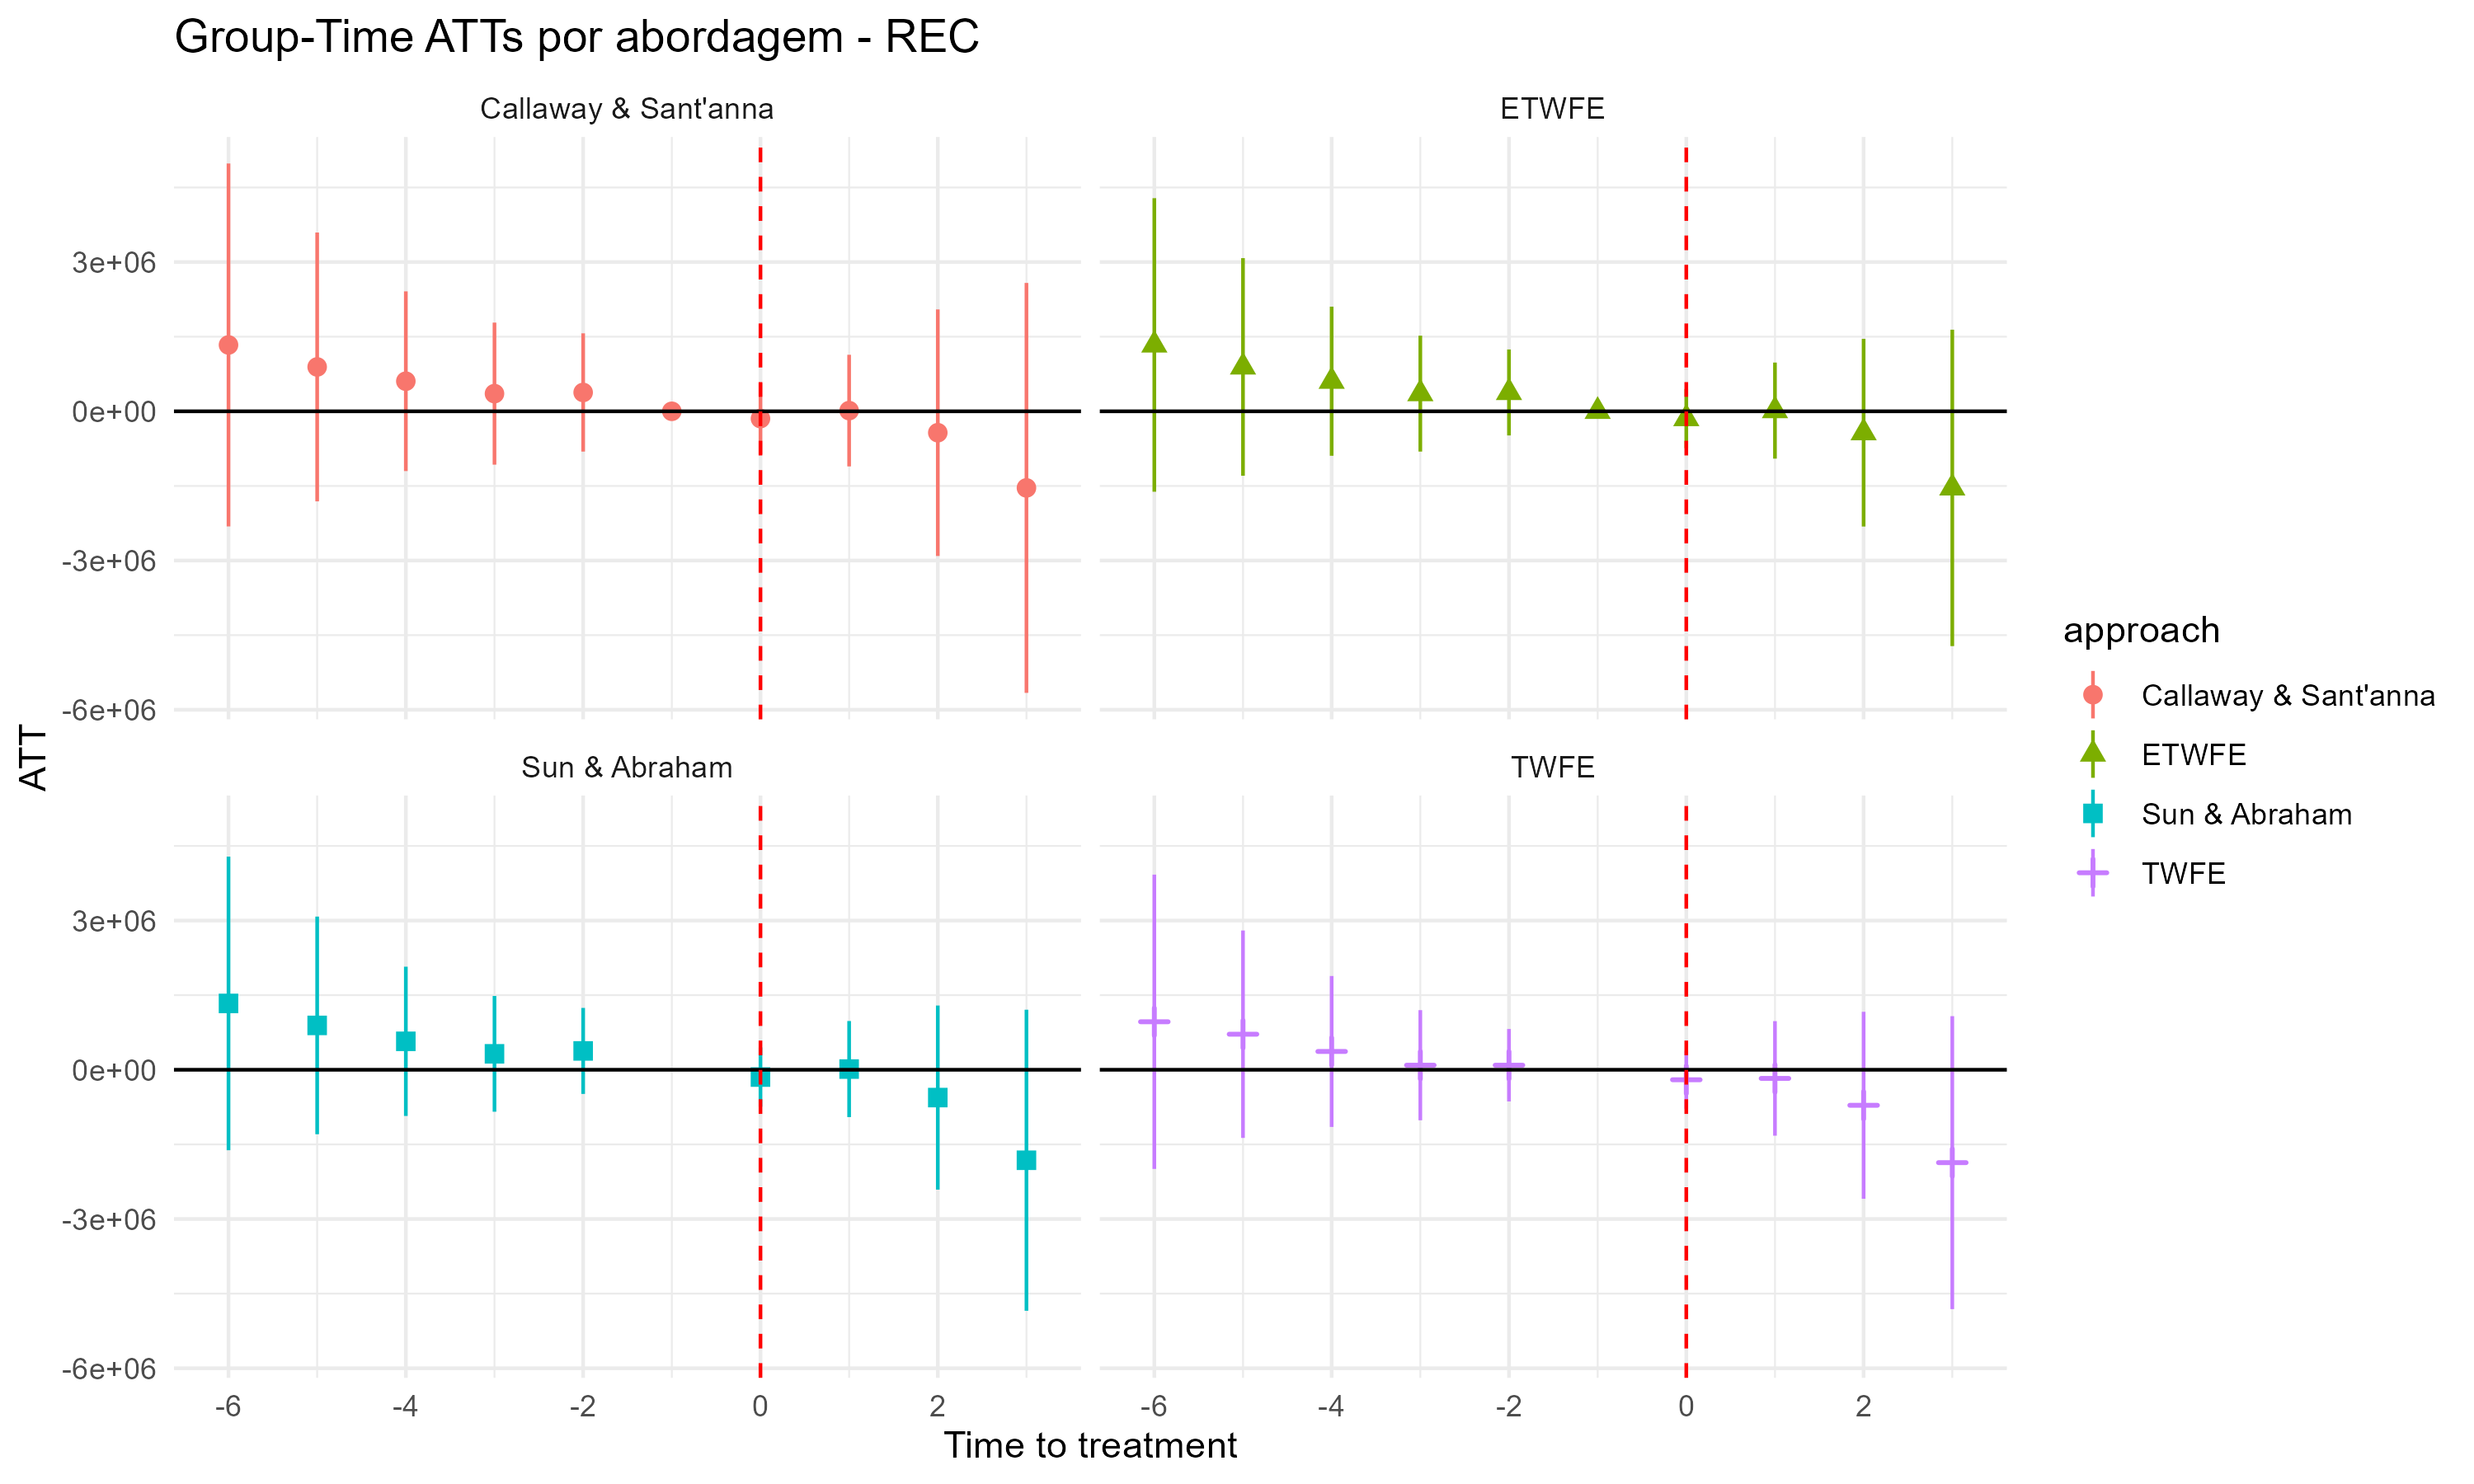 Group-Time ATTs por abordagem - REC
Callaway & Sant'anna
ETWFE
3e+06
0e+00
-3e+06
-6e+06
Sun & Abraham
TWFE
3e+06
0e+00
-3e+06
-6e+06
-6 -4 -2 0 2
-6 -4 -2 0 2
Time to treatment
ATT
approach
Callaway & Sant'anna
ETWFE
Sun & Abraham
TWFE